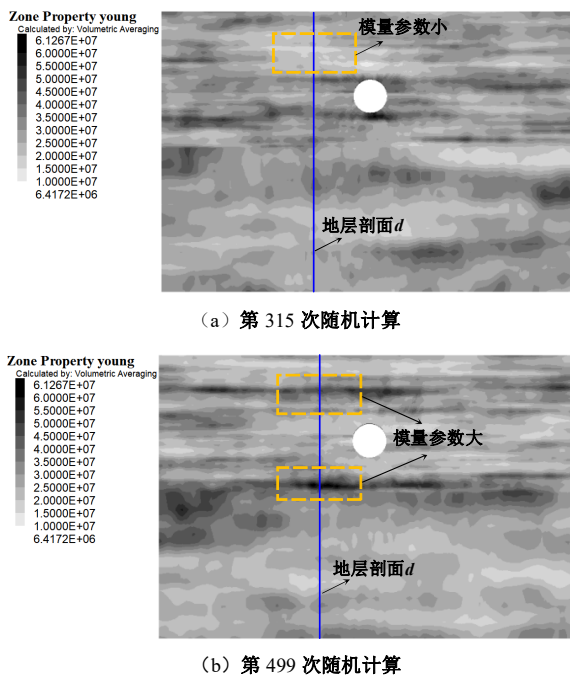 Zone Property young
Calculated by: Volumetric Averaging
6.1267E+07
6.0000E+07
5.5000E+07
5.0000E+07
4.5000E+07
4.0000E+07
3.5000E+07
3.0000E+07
2.5000E+07
2.0000E+07
1.5000E+07
1.0000E+07
6.4172E+06
模量参数小
地层剖面d
（a）第 315 次随机计算
Zone Property young
Calculated by: Volumetric Averaging
6.1267E+07
6.0000E+07
5.5000E+07
5.0000E+07
4.5000E+07
4.0000E+07
3.5000E+07
3.0000E+07
2.5000E+07
2.0000E+07
1.5000E+07
1.0000E+07
6.4172E+06
模量参数大
地层剖面d
（b）第 499 次随机计算